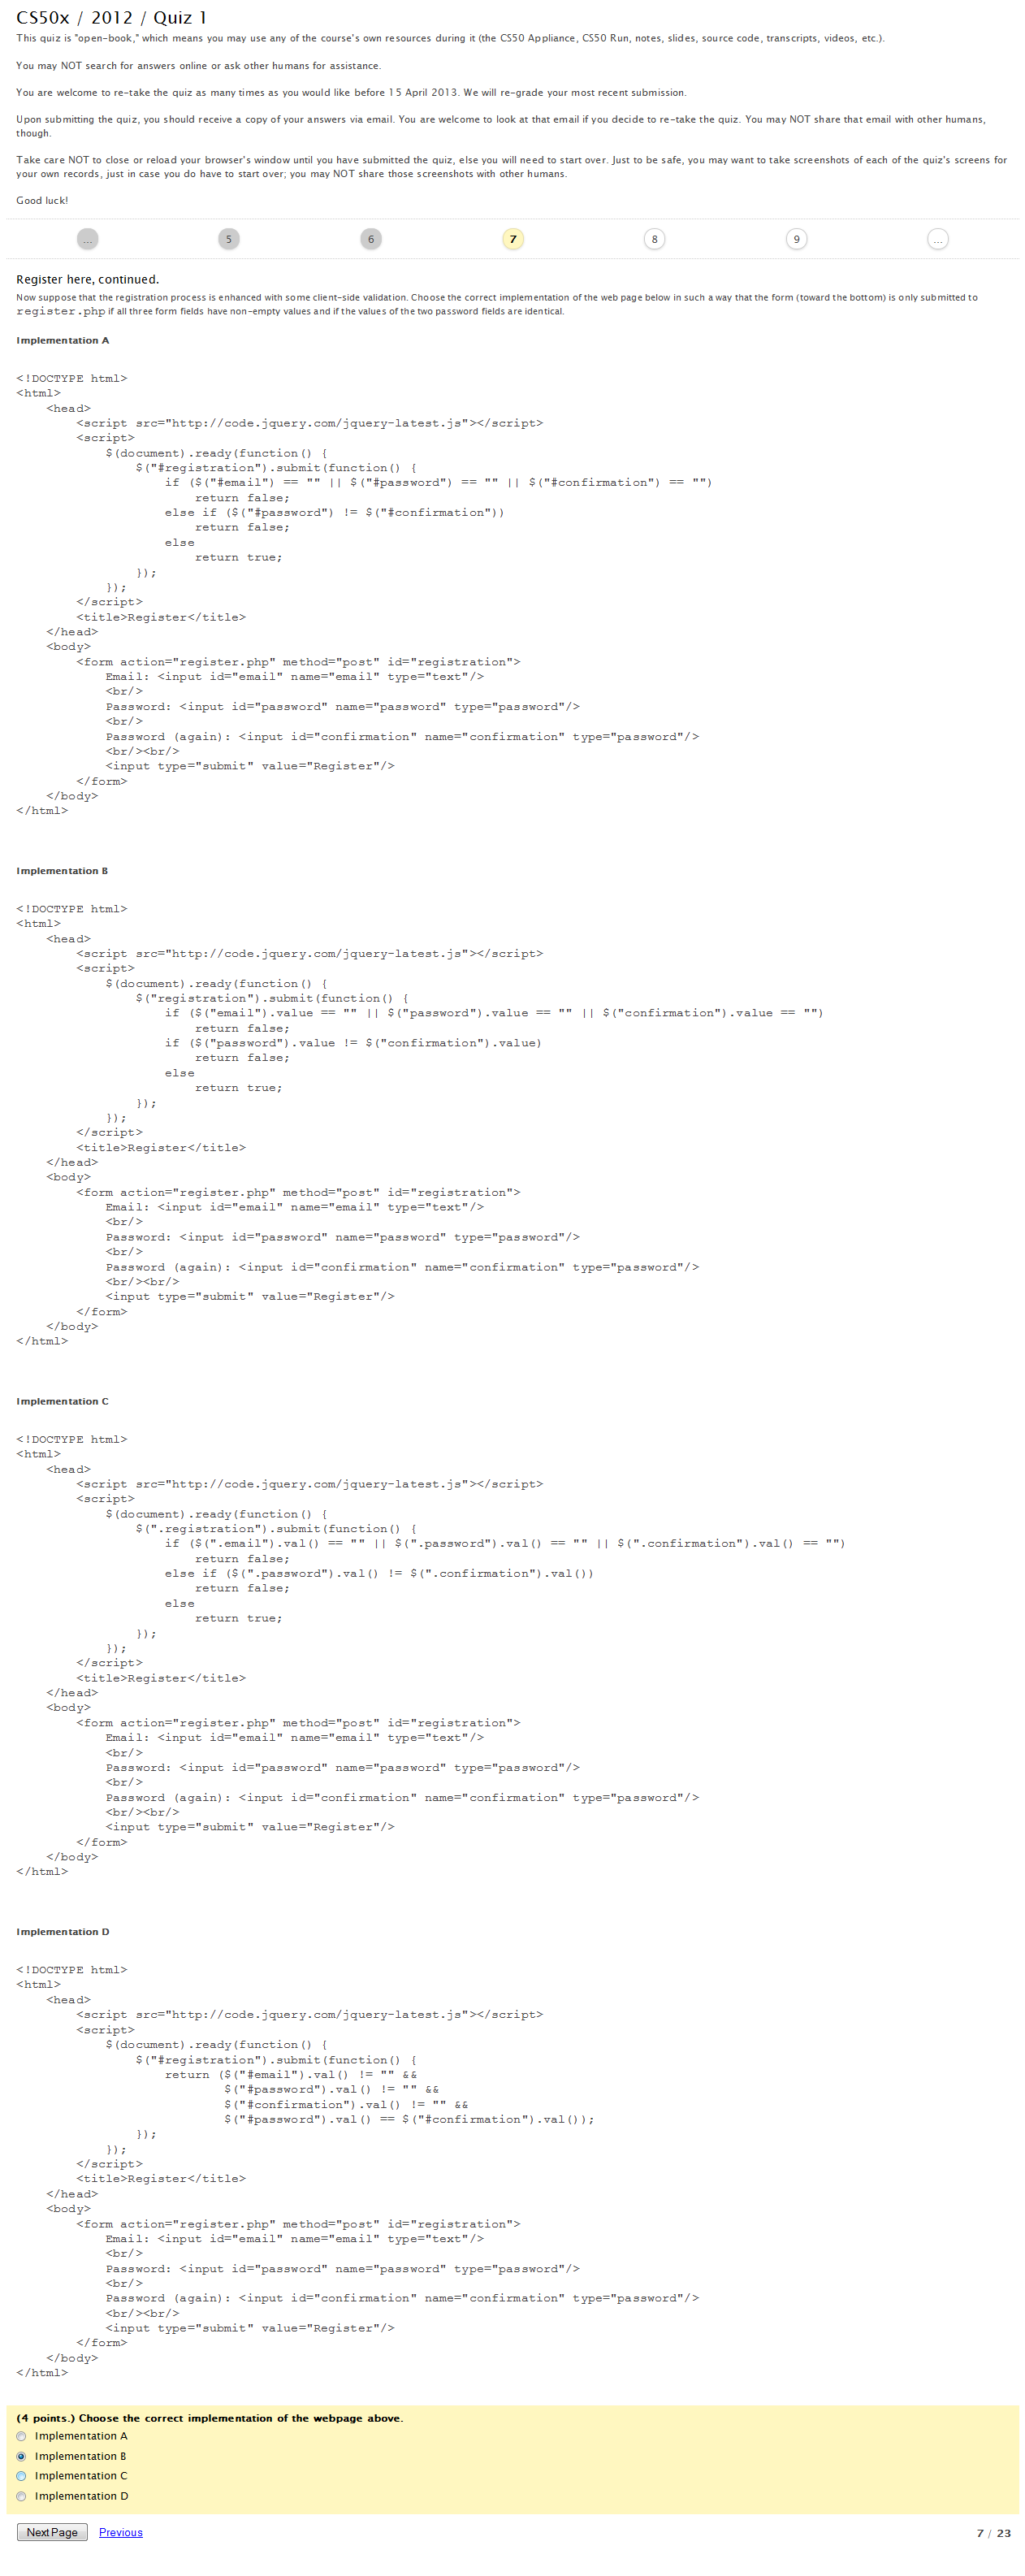 CS50x / 2012 / Quiz 1
This quiz is "open-book," which means you may use any of the course's own resources during it (the CS50 Appliance, CS50 Run, notes, slides, source code, transcripts, videos, etc.).
You may NOT search for answers online or ask other humans for assistance.
You are welcome to re-take the quiz as many times as you would like before 15 April 2013. We will re-grade your most recent submission.
Upon submitting the quiz, you should receive a copy of your answers via email. You are welcome to look at that email if you decide to re-take the quiz. You may NOT share that email with other humans,
though.
Take care NOT to close or reload your browser's window until you have submitted the quiz, else you will need to start over. Just to be safe, you may want to take screenshots of each of the quiz's screens for
your own records, just in case you do have to start over; you may NOT share those screenshots with other humans.
Good luck!
... 5 6 7 8 9 ...
Register here, continued.
Now suppose that the registration process is enhanced with some client-side validation. Choose the correct implementation of the web page below in such a way that the form (toward the bottom) is only submitted to
register.php if all three form fields have non-empty values and if the values of the two password fields are identical.
Implementation A
<!DOCTYPE html>
<html>
    <head>
        <script src="http://code.jquery.com/jquery-latest.js"></script>
        <script>
            $(document).ready(function() {
                $("#registration").submit(function() {
                    if ($("#email") == "" || $("#password") == "" || $("#confirmation") == "")
                        return false;
                    else if ($("#password") != $("#confirmation"))
                        return false;
                    else
                        return true;
                });
            });
        </script>
        <title>Register</title>
    </head>
    <body>
        <form action="register.php" method="post" id="registration">
            Email: <input id="email" name="email" type="text"/>
            <br/>
            Password: <input id="password" name="password" type="password"/>
            <br/>
            Password (again): <input id="confirmation" name="confirmation" type="password"/>
            <br/><br/>
            <input type="submit" value="Register"/>
        </form>
    </body>
</html>
Implementation B
<!DOCTYPE html>
<html>
    <head>
        <script src="http://code.jquery.com/jquery-latest.js"></script>
        <script>
            $(document).ready(function() {
                $("registration").submit(function() {
                    if ($("email").value == "" || $("password").value == "" || $("confirmation").value == "")
                        return false;
                    if ($("password").value != $("confirmation").value)
                        return false;
                    else
                        return true;
                });
            });
        </script>
        <title>Register</title>
    </head>
    <body>
        <form action="register.php" method="post" id="registration">
            Email: <input id="email" name="email" type="text"/>
            <br/>
            Password: <input id="password" name="password" type="password"/>
            <br/>
            Password (again): <input id="confirmation" name="confirmation" type="password"/>
            <br/><br/>
            <input type="submit" value="Register"/>
        </form>
    </body>
</html>
Implementation C
<!DOCTYPE html>
<html>
    <head>
        <script src="http://code.jquery.com/jquery-latest.js"></script>
        <script>
            $(document).ready(function() {
                $(".registration").submit(function() {
                    if ($(".email").val() == "" || $(".password").val() == "" || $(".confirmation").val() == "")
                        return false;
                    else if ($(".password").val() != $(".confirmation").val())
                        return false;
                    else
                        return true;
                });
            });
        </script>
        <title>Register</title>
    </head>
    <body>
        <form action="register.php" method="post" id="registration">
            Email: <input id="email" name="email" type="text"/>
            <br/>
            Password: <input id="password" name="password" type="password"/>
            <br/>
            Password (again): <input id="confirmation" name="confirmation" type="password"/>
            <br/><br/>
            <input type="submit" value="Register"/>
        </form>
    </body>
</html>
Implementation D
<!DOCTYPE html>
<html>
    <head>
        <script src="http://code.jquery.com/jquery-latest.js"></script>
        <script>
            $(document).ready(function() {
                $("#registration").submit(function() {
                    return ($("#email").val() != "" &&
                            $("#password").val() != "" &&
                            $("#confirmation").val() != "" &&
                            $("#password").val() == $("#confirmation").val());
                });
            });
        </script>
        <title>Register</title>
    </head>
    <body>
        <form action="register.php" method="post" id="registration">
            Email: <input id="email" name="email" type="text"/>
            <br/>
            Password: <input id="password" name="password" type="password"/>
            <br/>
            Password (again): <input id="confirmation" name="confirmation" type="password"/>
            <br/><br/>
            <input type="submit" value="Register"/>
        </form>
    </body>
</html>
(4 points.) Choose the correct implementation of the webpage above.
Implementation A
Implementation B
Implementation C
Implementation D
Next Page Previous 7 / 23